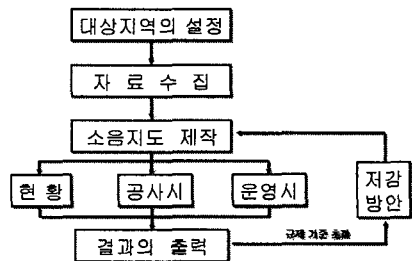 대상지역의 설정
자 료 수 집
소음지도 제작
현 황
공사시
운영시
저감
방안
결과의 출력
규제 기준 초과